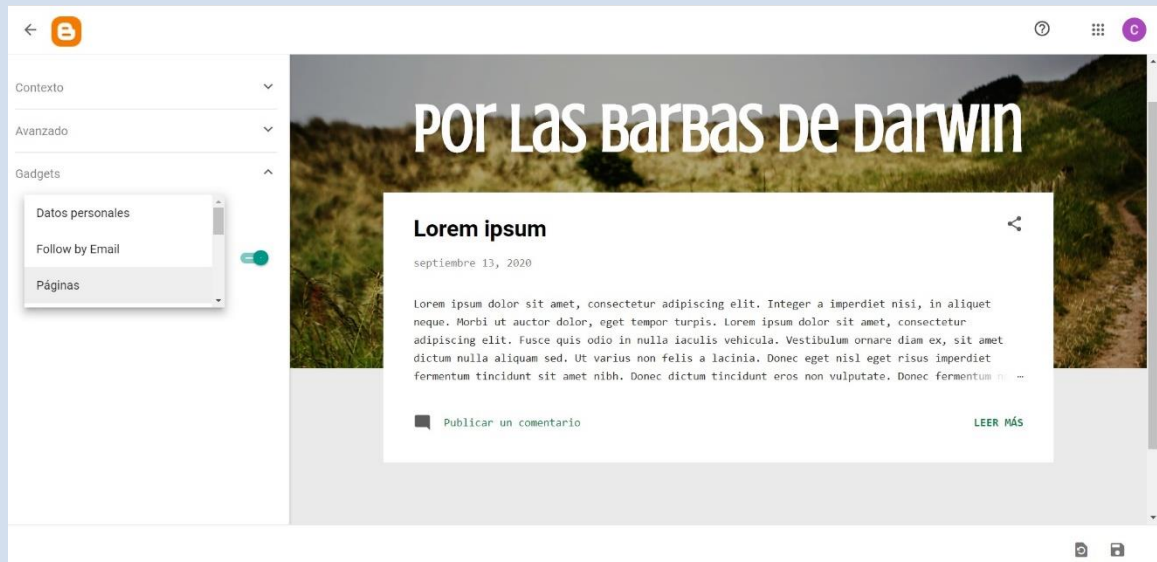 C
Contexto
Avanzado
Gadgets
Datos personales
Follow by Email
Páginas
Por Las Barbas De Darwin
Lorem ipsum
septiembre 13, 2020
Lorem ipsum dolor sit amet, consectetur adipiscing elit. Integer a imperdiet nisi, in aliquet
neque. Morbi ut auctor dolor, eget tempor turpis. Lorem ipsum dolor sit amet, consectetur
adipiscing elit. Fusce quis odio in nulla iaculis vehicula. Vestibulum ornare diam ex, sit amet
dictum nulla aliquam sed. Ut varius non felis a lacinia. Donec eget nisl eget risus imperdiet
fermentum tincidunt sit amet nibh. Donec dictum tincidunt eros non vulputate. Donec fermentum …
Publicar un comentario
LEER MÁS